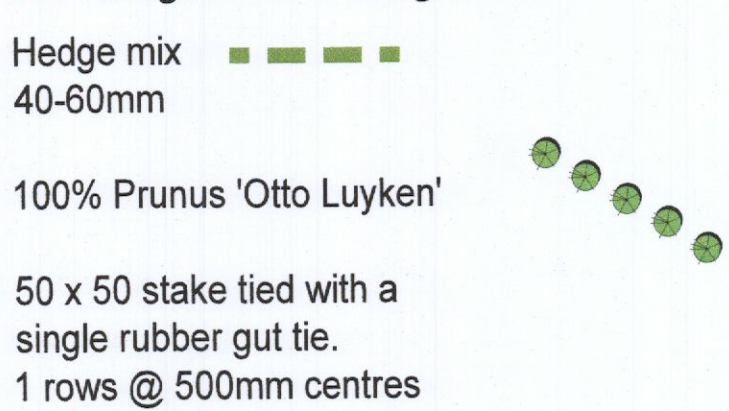 Hedge mix
40-60mm
100% Prunus 'Otto Luyken'
50 x 50 stake tied with a
single rubber gut tie.
1 rows @ 500mm centres